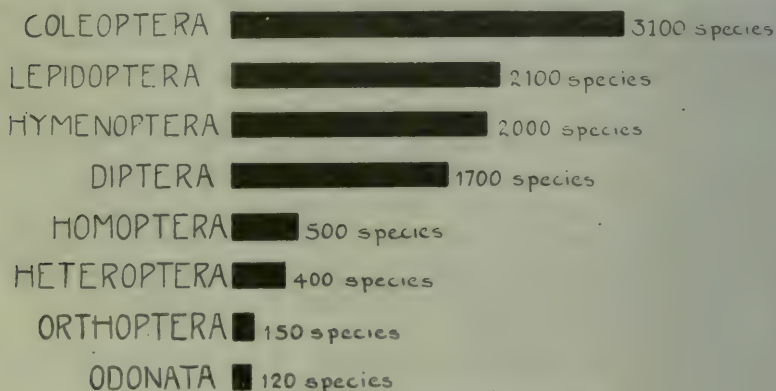 COLEOPTERA 3100 species
LEPIDOPTERA 2100 species
HYMENOPTERA 2000 species
DIPTERA 1700 species
HOMOPTERA 500 species
HETEROPTERA 400 species
ORTHOPTERA 150 species
ODONATA 120 species